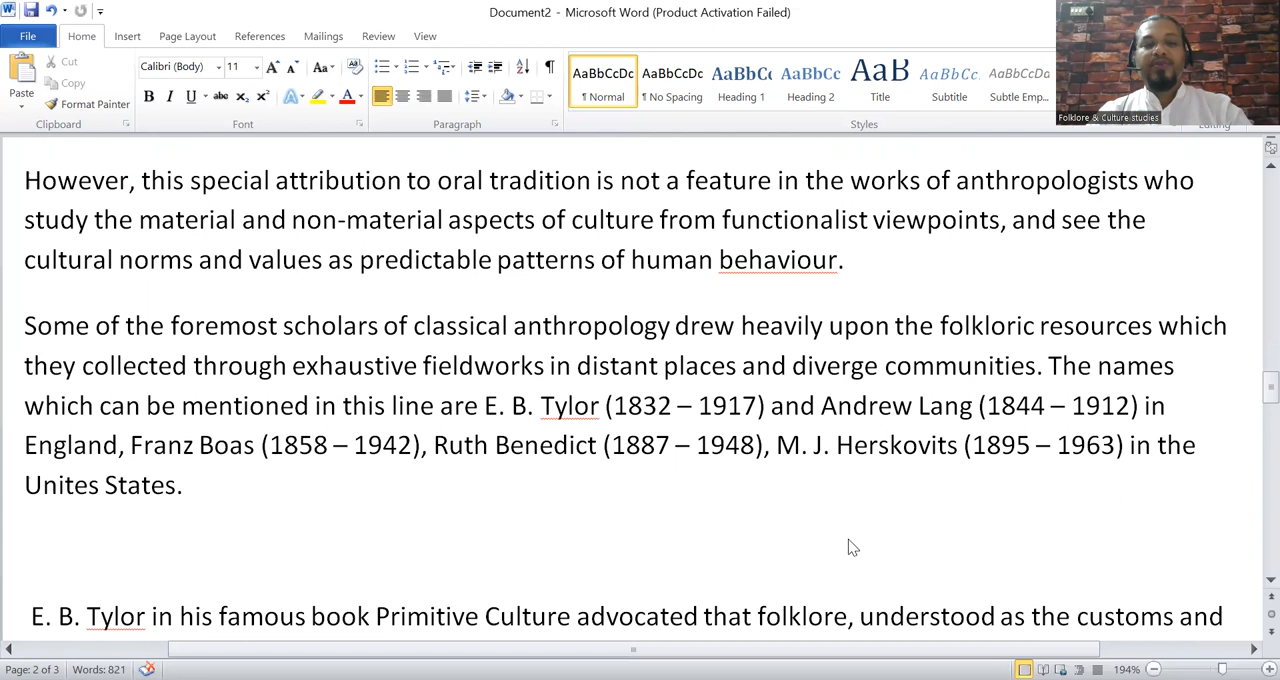 Document2 - Microsoft Word (Product Activation Failed)
File Home Insert Page Layout References Mailings Review View
Paste
Cut
Copy
Format Painter
Clipboard
Calibri (Body) 11
Font
Paragraph
AaBbCcDc AaBbCcDc AaBbCc AaBbCc AaB AaBbCc. AaBbCcDa
¶ Normal ¶ No Spacing Heading 1 Heading 2 Title Subtitle Subtle Emp...
Styles
Editing
Folklore & Culture studies
However, this special attribution to oral tradition is not a feature in the works of anthropologists who
study the material and non-material aspects of culture from functionalist viewpoints, and see the
cultural norms and values as predictable patterns of human behaviour.
Some of the foremost scholars of classical anthropology drew heavily upon the folkloric resources which
they collected through exhaustive fieldworks in distant places and diverge communities. The names
which can be mentioned in this line are E. B. Tylor (1832 – 1917) and Andrew Lang (1844 – 1912) in
England, Franz Boas (1858 – 1942), Ruth Benedict (1887 – 1948), M. J. Herskovits (1895 – 1963) in the
Unites States.
E. B. Tylor in his famous book Primitive Culture advocated that folklore, understood as the customs and
Page: 2 of 3 Words: 821 194%